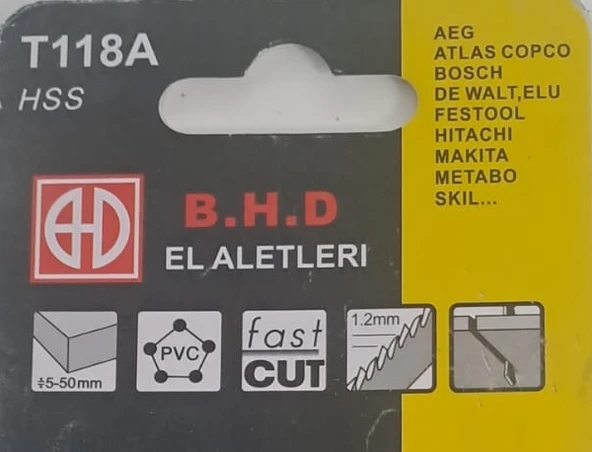 T118A
HSS
AEG
ATLAS COPCO
BOSCH
DE WALT,ELU
FESTOOL
HITACHI
MAKITA
METABO
SKIL...
BHD
B.H.D
EL ALETLERI
÷5-50mm
PVC
fast
CUT
1.2mm